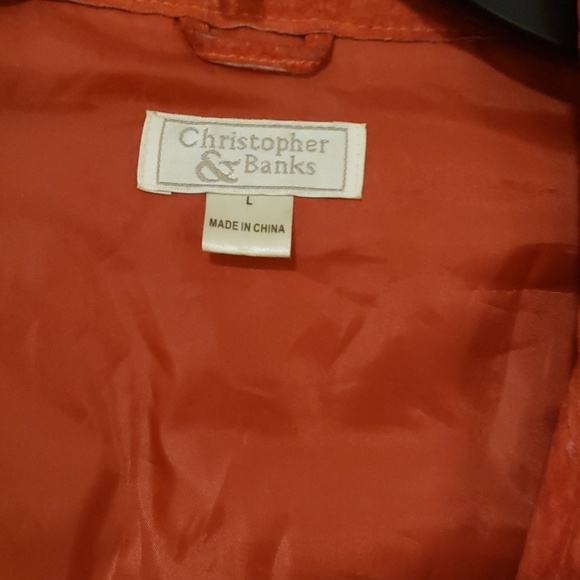 Christopher
& Banks
L
MADE IN CHINA